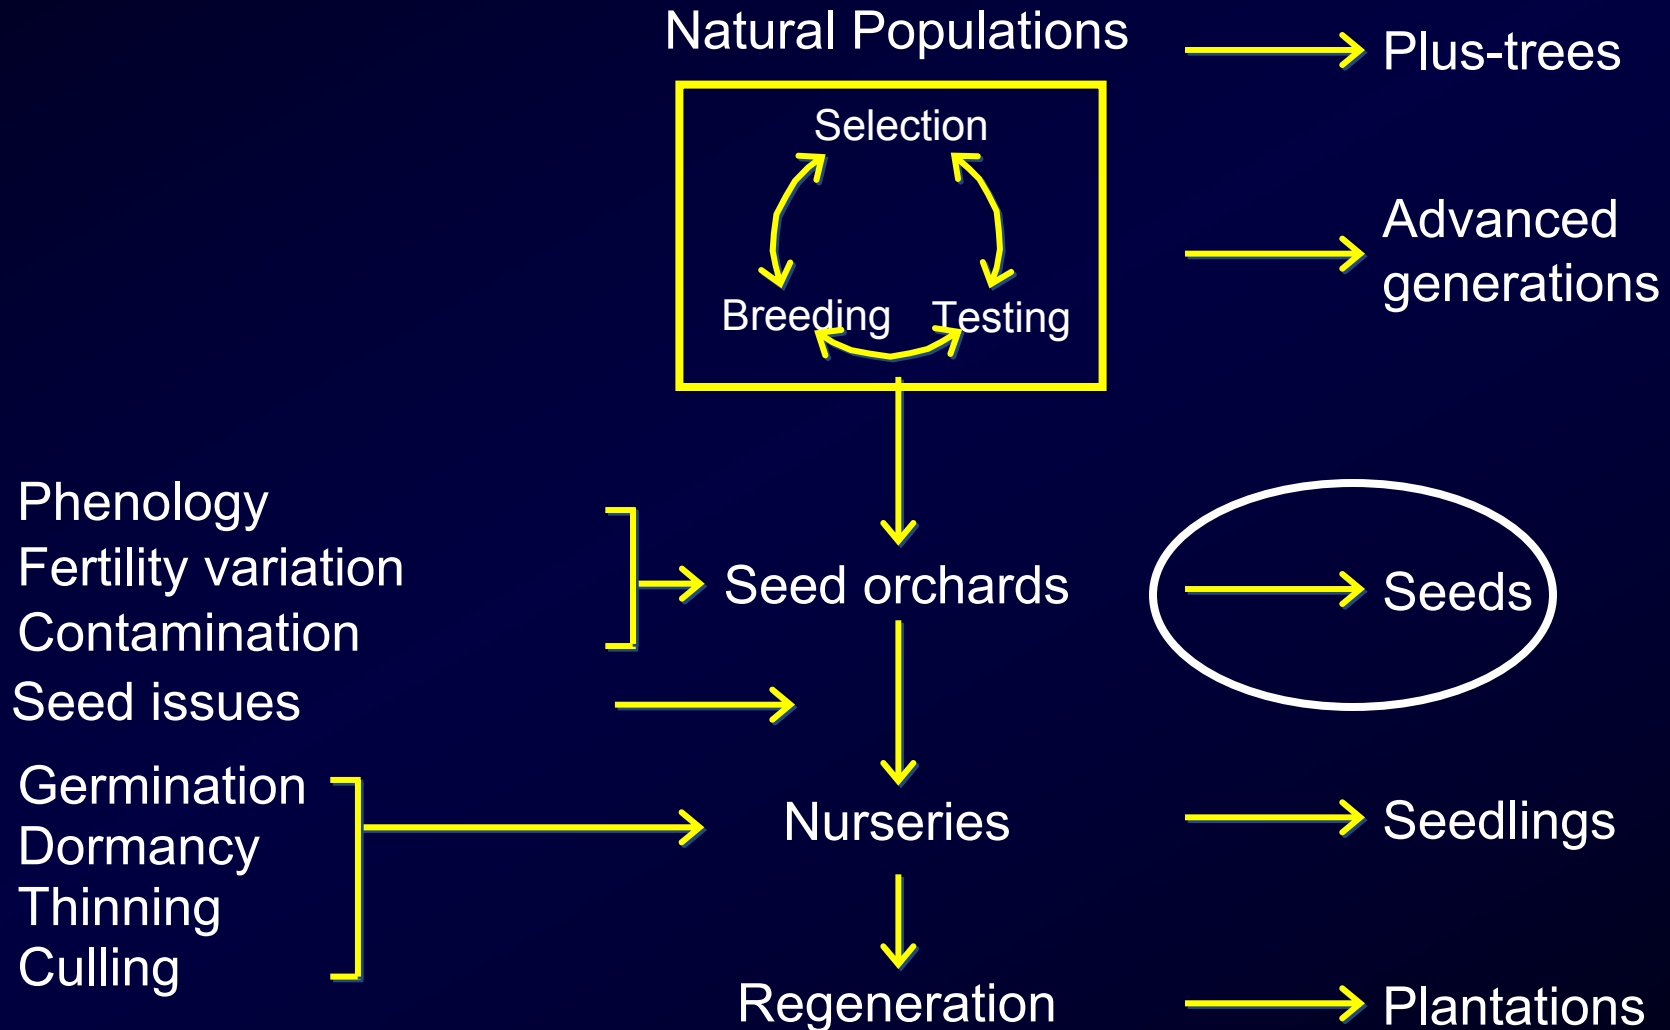 Natural Populations
Plus-trees
Selection
Advanced
generations
Breeding
Testing
Phenology
Fertility variation
Contamination
Seed orchards
Seeds
Seed issues
Germination
Dormancy
Thinning
Culling
Nurseries
Seedlings
Regeneration
Plantations